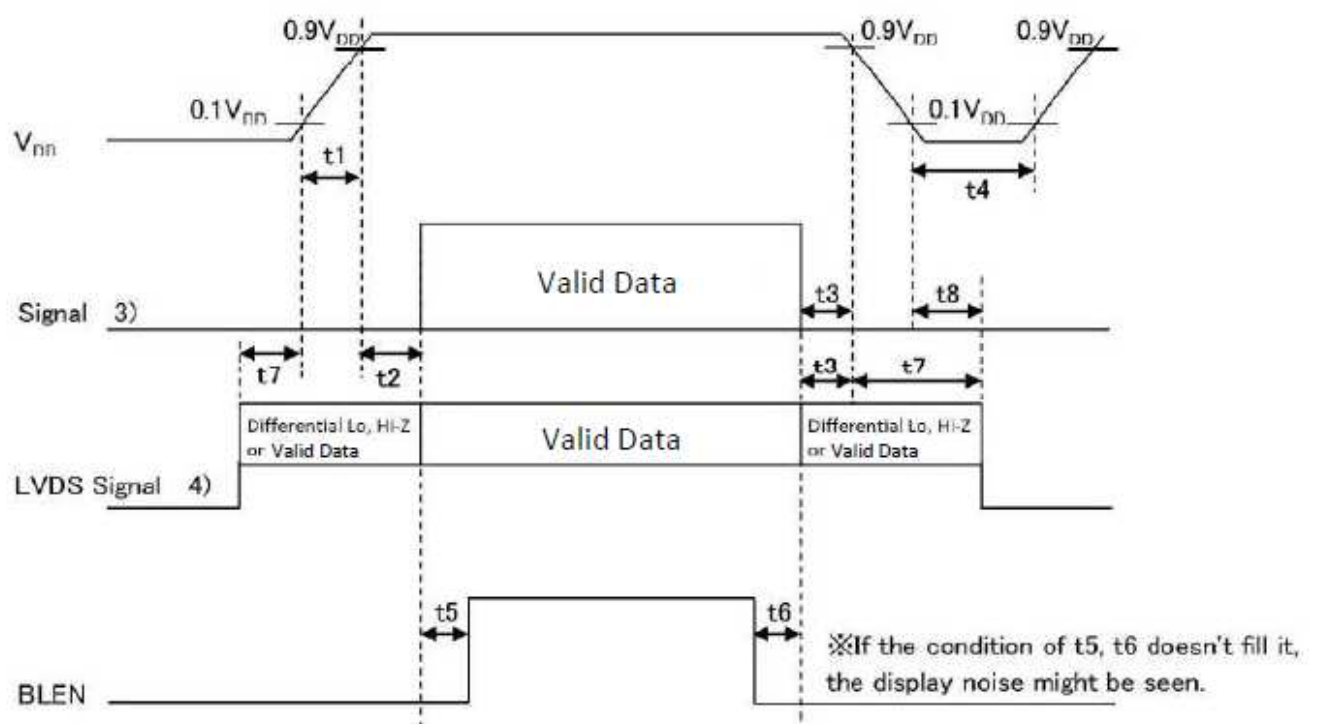 0.9VDD 0.9VDD 0.9VDD
0.1VDD 0.1VDD
VDD
t1
t4
Valid Data
t3 t8
Signal 3)
t7 t2 t3 t7
Differential Lo, Hi-Z
or Valid Data
Valid Data
Differential Lo, Hi-Z
or Valid Data
LVDS Signal 4)
t5 t6
※If the condition of t5, t6 doesn't fill it,
the display noise might be seen.
BLEN